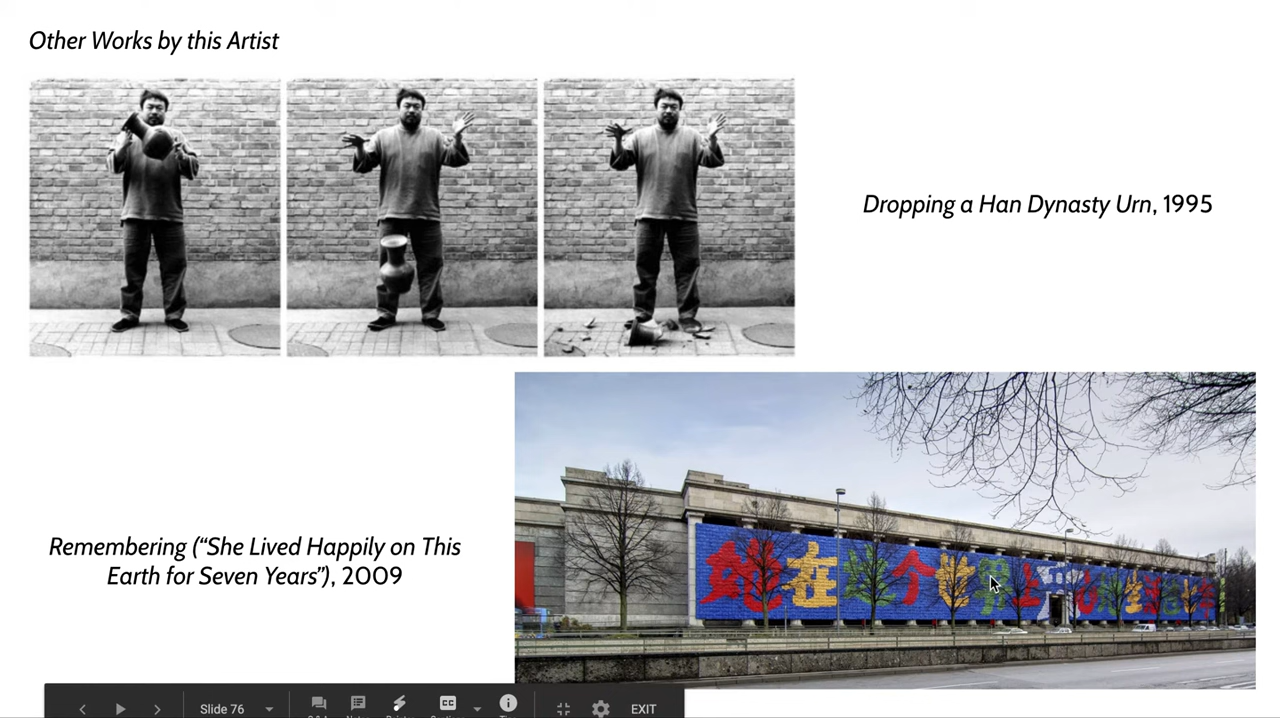 Other Works by this Artist
Dropping a Han Dynasty Urn, 1995
Remembering (“She Lived Happily on This
Earth for Seven Years”), 2009
她在这个世界上
Slide 76
CC
EXIT